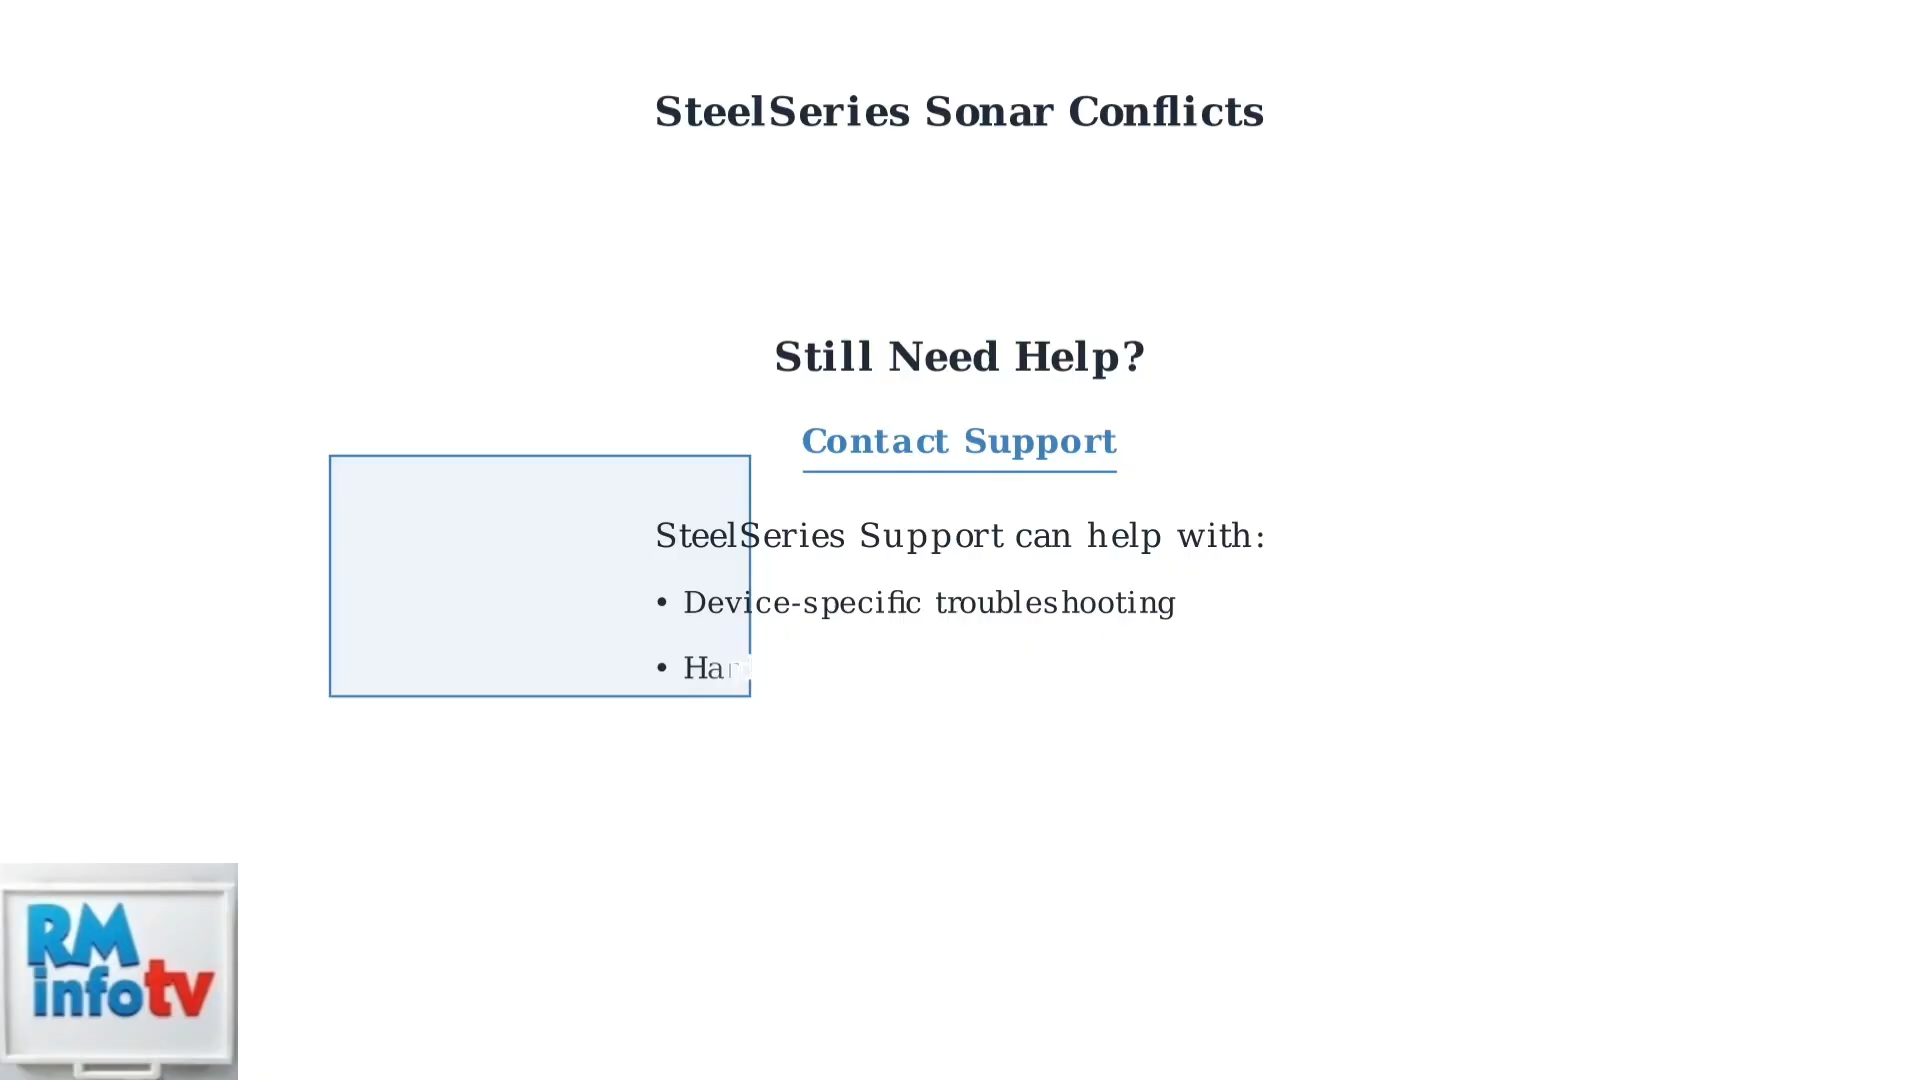 SteelSeries Sonar Conflicts
Still Need Help?
Contact Support
SteelSeries Support can help with:
• Device-specific troubleshooting
•
RM
infotv